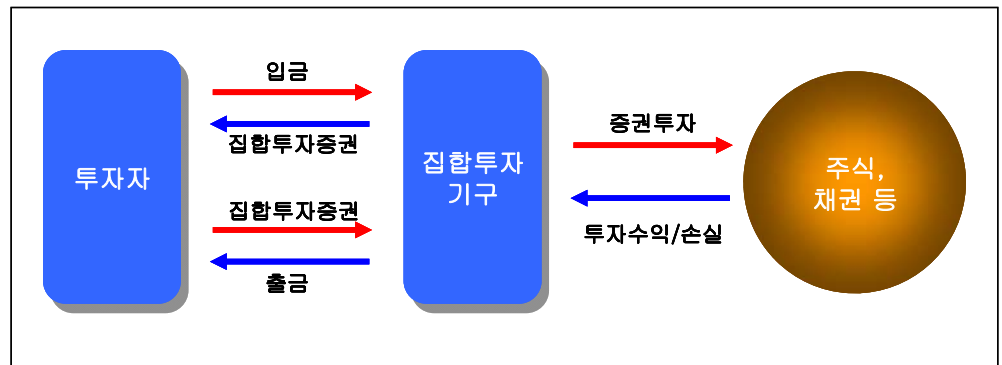 투자자
입금
집합투자증권
집합투자증권
출금
집합투자
기구
증권투자
투자수익/손실
주식,
채권 등